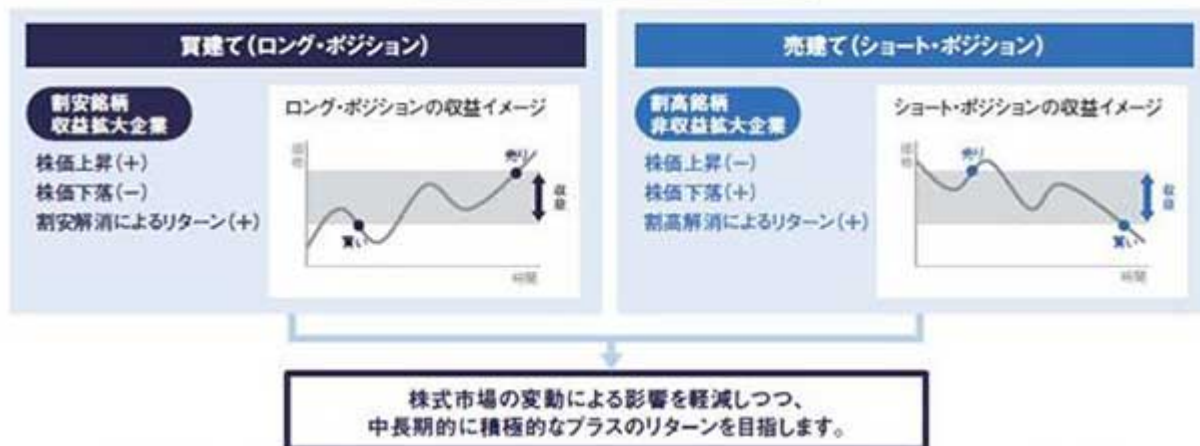 買建て(ロング・ポジション)
割安銘柄
収益拡大企業
株価上昇(+)
株価下落(−)
割安解消によるリターン(+)
ロング・ポジションの収益イメージ
株価
売り
買い
収益
時間
売建て(ショート・ポジション)
割高銘柄
非収益拡大企業
株価上昇(−)
株価下落(+)
割高解消によるリターン(+)
ショート・ポジションの収益イメージ
株価
売り
買い
収益
時間
株式市場の変動による影響を軽減しつつ、
中長期的に積極的なプラスのリターンを目指します。